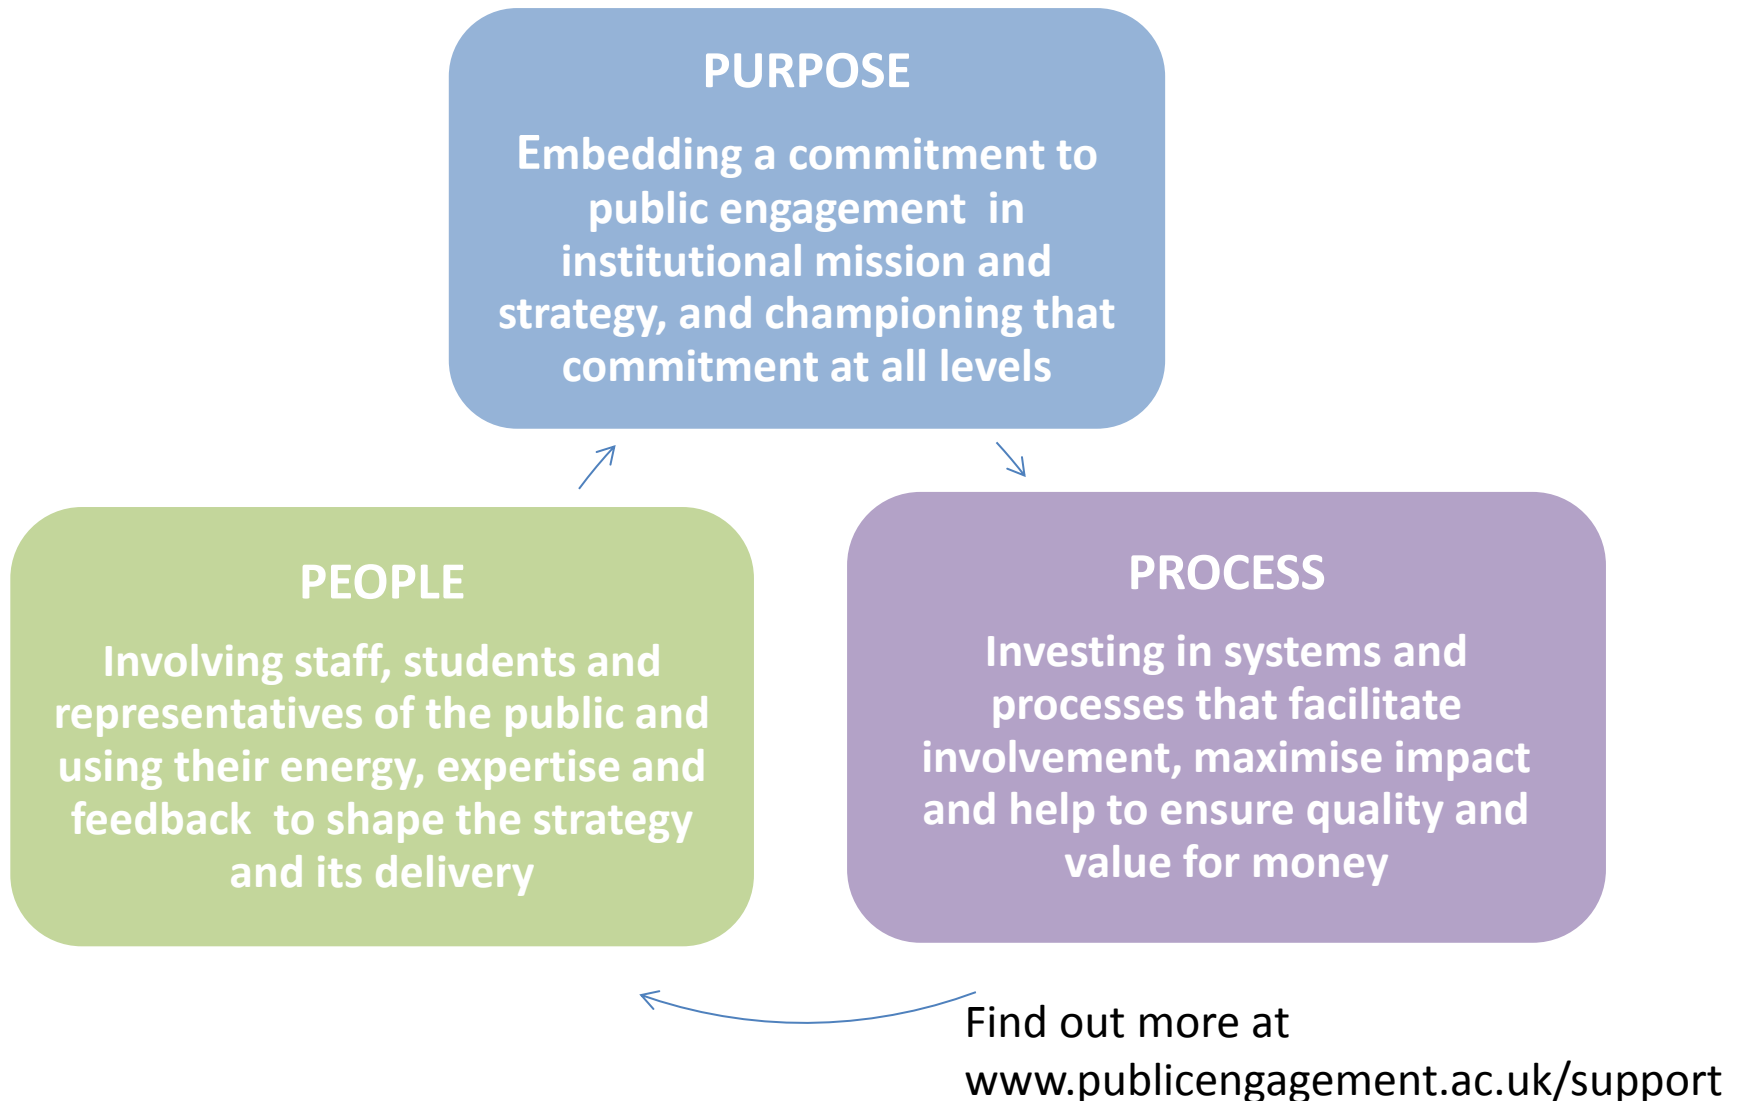 PURPOSE
Embedding a commitment to
public engagement  in
institutional mission and
strategy, and championing that
commitment at all levels
PEOPLE
Involving staff, students and
representatives of the public and
using their energy, expertise and
feedback  to shape the strategy
and its delivery
PROCESS
Investing in systems and
processes that facilitate
involvement, maximise impact
and help to ensure quality and
value for money
Find out more at
www.publicengagement.ac.uk/support